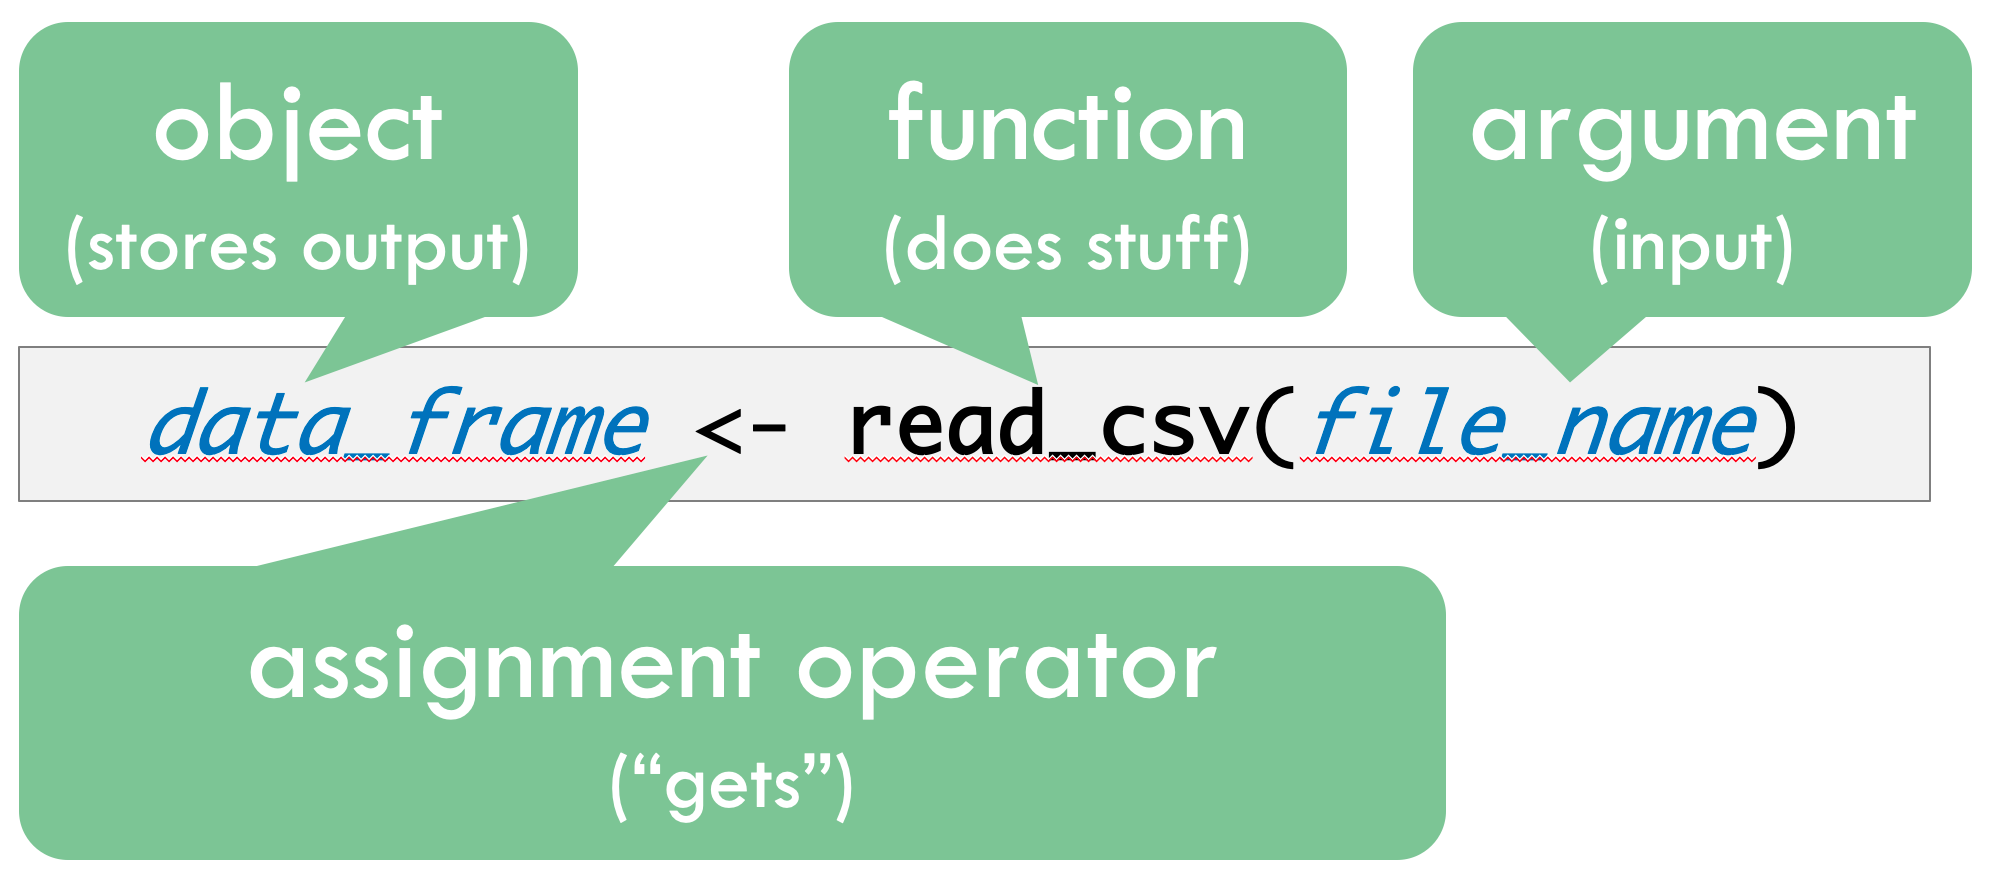 object
(stores output)
function
(does stuff)
argument
(input)
data_frame <- read_csv(file_name)
assignment operator
(“gets”)